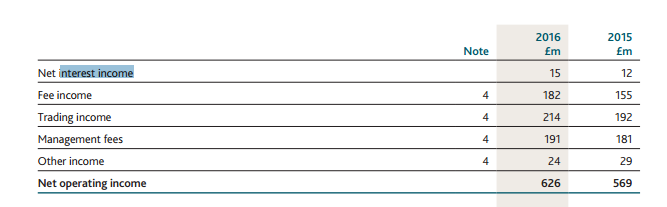 2016 2015
Note £m £m
Net interest income 15 12
Fee income 4 182 155
Trading income 4 214 192
Management fees 4 191 181
Other income 4 24 29
Net operating income 626 569